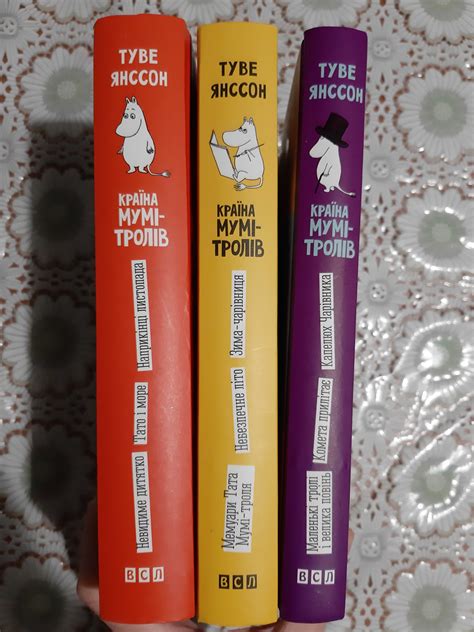 ТУВЕ
ЯНССОН
КРАЇНА
МУМІ-
ТРОЛІВ
Невидиме дитятко
Тато і море
Наприкінці листопада
ВСЛ
ТУВЕ
ЯНССОН
КРАЇНА
МУМІ-
ТРОЛІВ
Мемуари Тата
Мумі-троля
Небезпечне літо
Зима-чарівниця
ВСЛ
ТУВЕ
ЯНССОН
КРАЇНА
МУМІ-
ТРОЛІВ
Маленькі тролі
і велика повінь
Комета прилітає
Капелюх Чарівника
ВСЛ